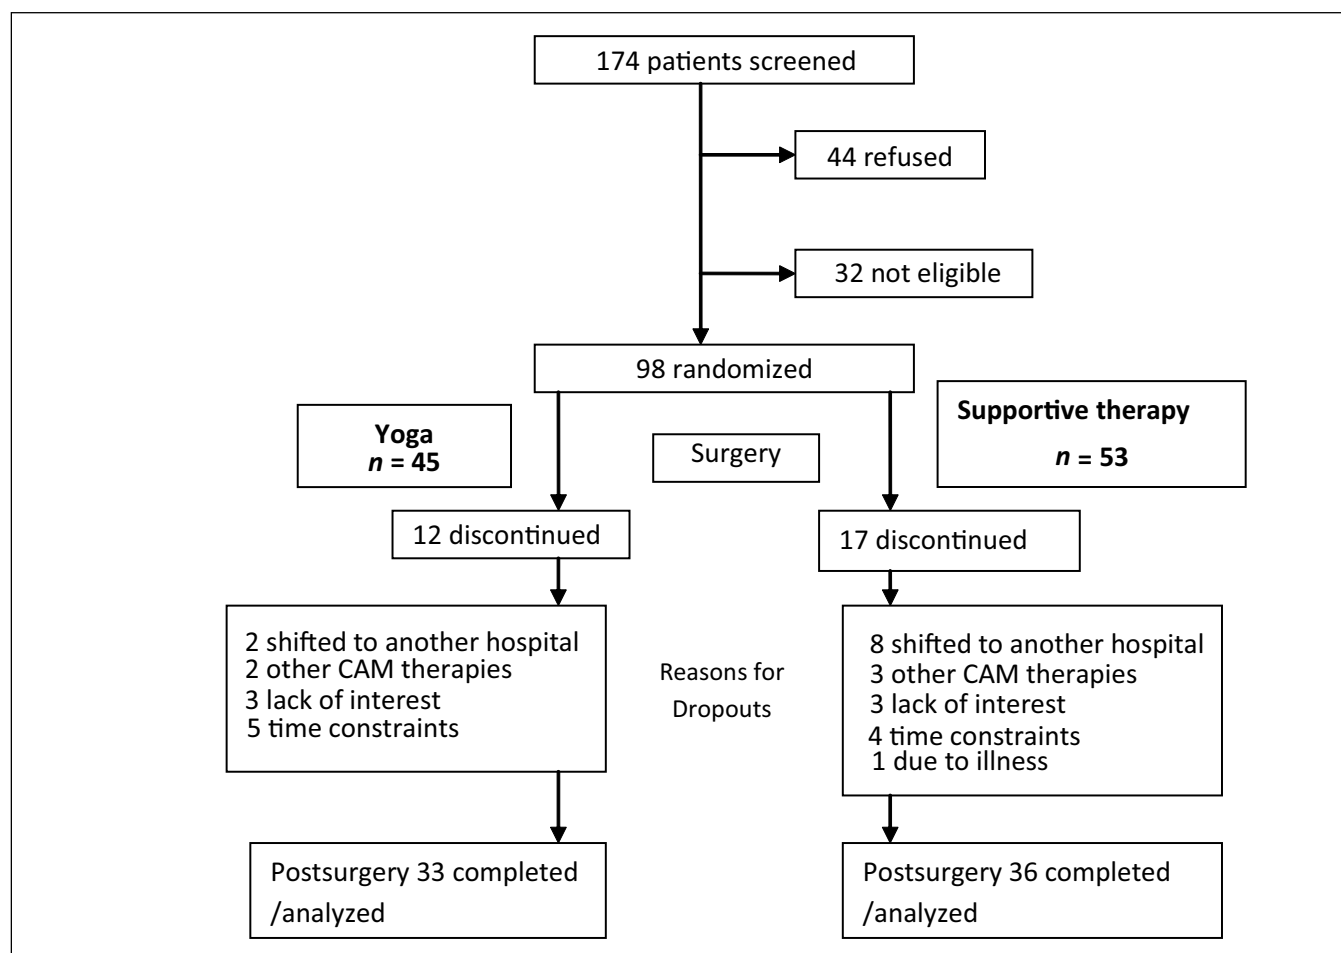 174 patients screened
44 refused
32 not eligible
98 randomized
Yoga
n = 45
Surgery
Supportive therapy
n = 53
12 discontinued
17 discontinued
2 shifted to another hospital
2 other CAM therapies
3 lack of interest
5 time constraints
Reasons for
Dropouts
8 shifted to another hospital
3 other CAM therapies
3 lack of interest
4 time constraints
1 due to illness
Postsurgery 33 completed
/analyzed
Postsurgery 36 completed
/analyzed